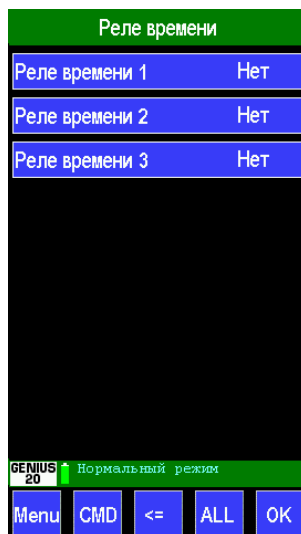 Реле времени
Реле времени 1 Нет
Реле времени 2 Нет
Реле времени 3 Нет
GENIUS 20 Нормальный режим
Menu CMD <= ALL OK